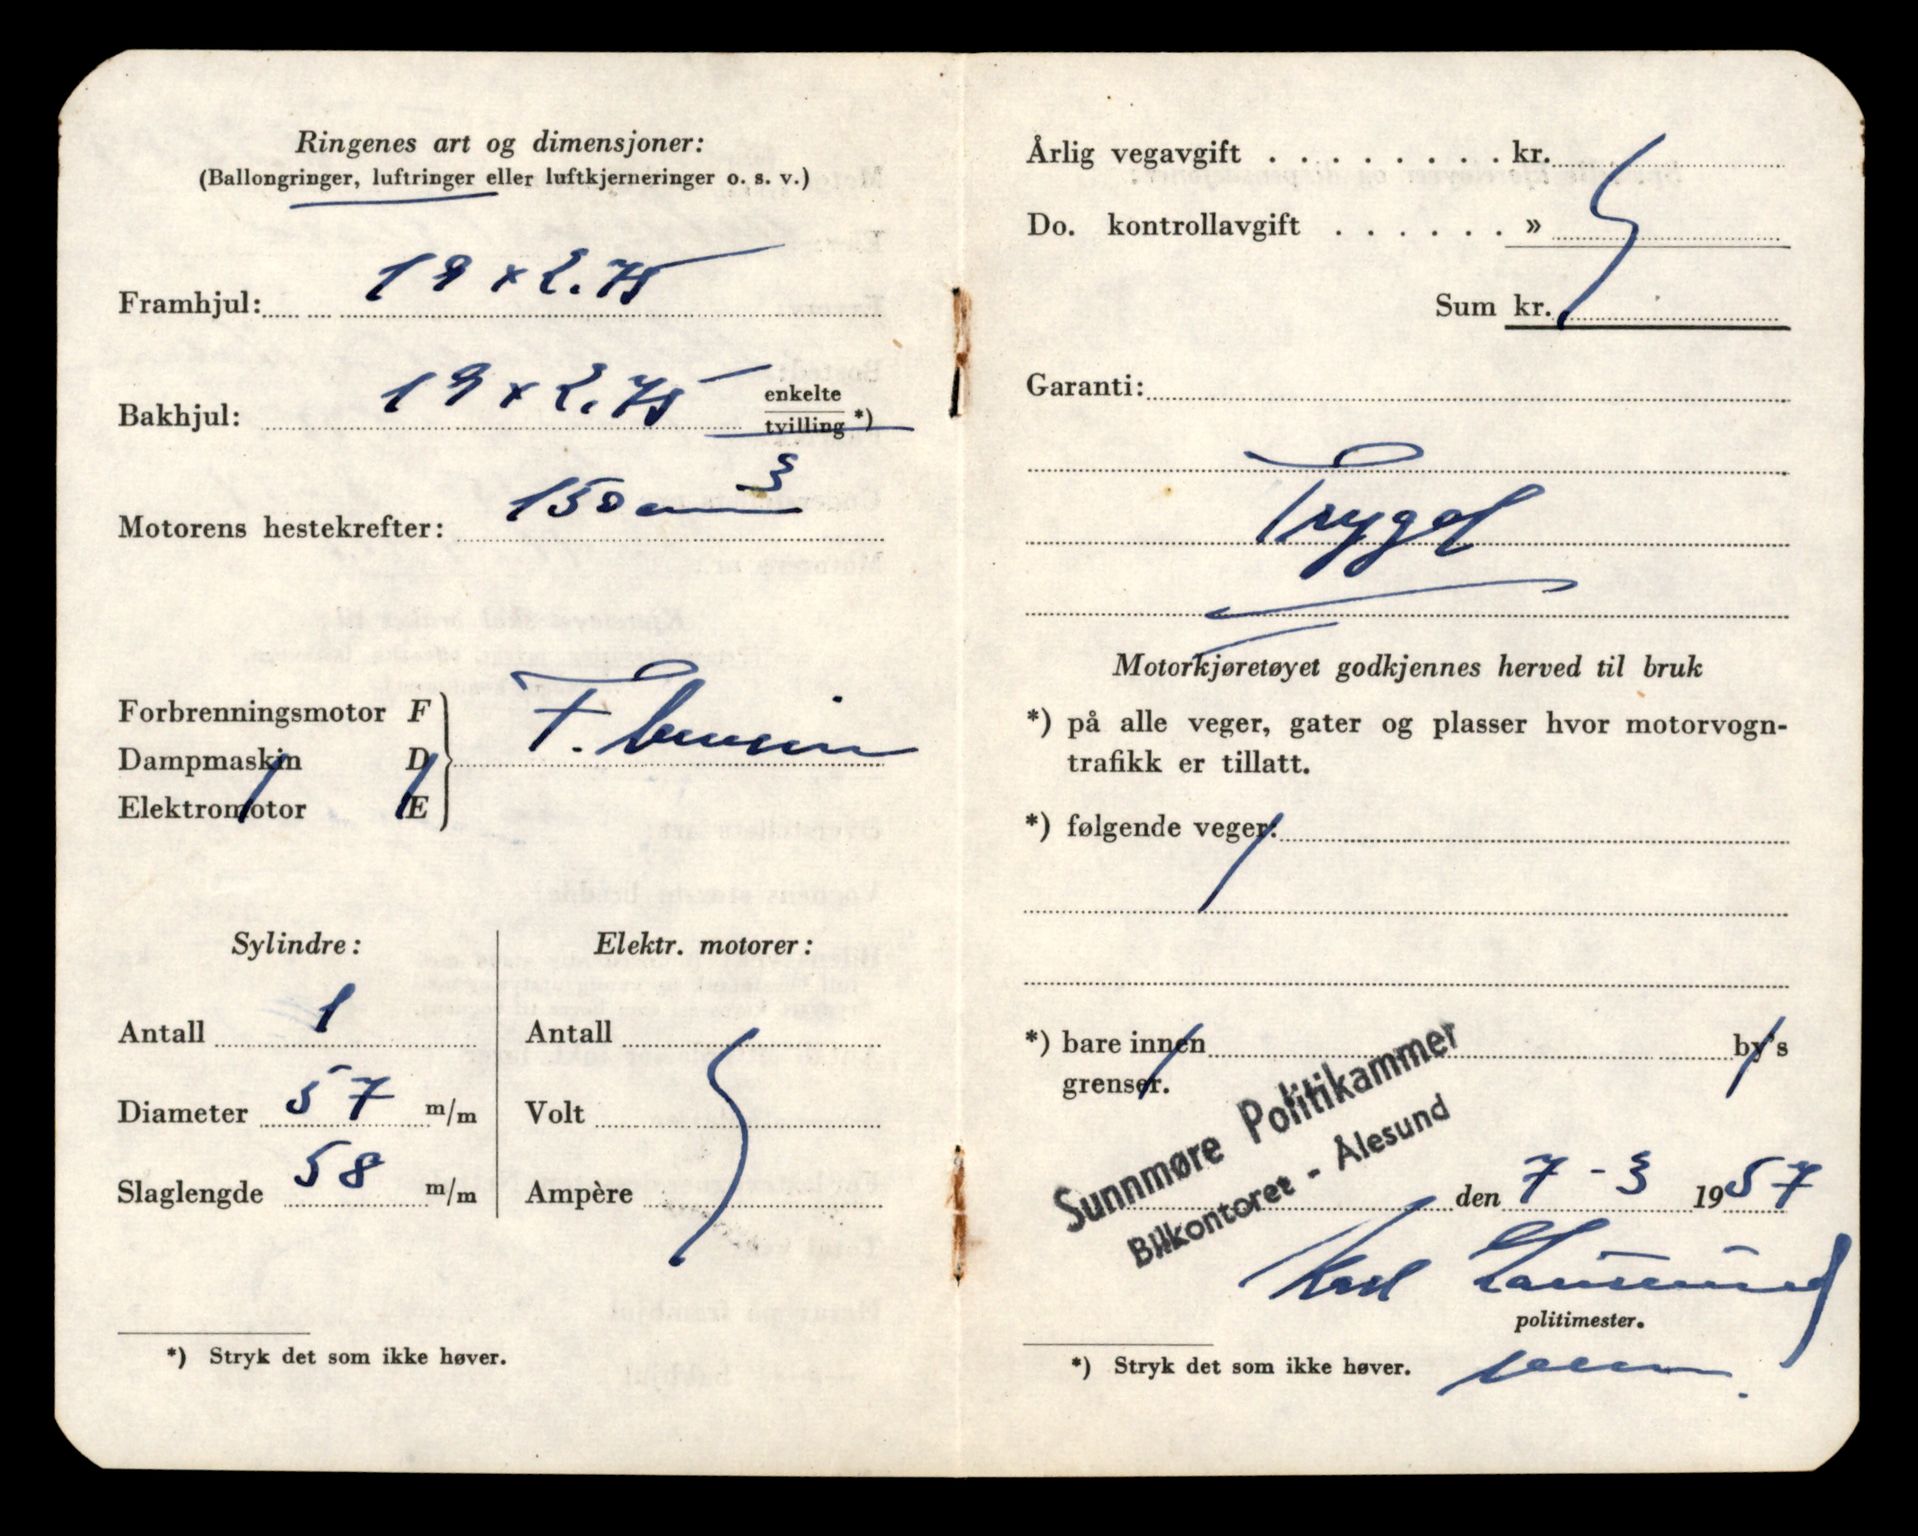 Ringenes art og dimensjoner:
(Ballongringer, luftringer eller luftkjerneringer o. s. v.)
Framhjul: 19 x 2.75
Bakhjul: 19 x 2.75 enkelte
tvilling *)
Motorens hestekrefter: 150 cm3
Forbrenningsmotor F
Dampmaskin D
Elektromotor E
F. bensin
Sylindre:
Antall 1
Diameter 57 m/m
Slaglengde 58 m/m
Elektr. motorer:
Antall
Volt
Ampère
*) Stryk det som ikke høver.
Årlig vegavgift . . . . . . . . kr.
Do. kontrollavgift . . . . . . »
Sum kr.
Garanti:
Trygd
Motorkjøretøyet godkjennes herved til bruk
*) på alle veger, gater og plasser hvor motorvogn-
trafikk er tillatt.
*) følgende veger:
*) bare innen by's
grenser.
Sunnmøre Politikammer
Bilkontoret - Ålesund
den 7 - 3 1957
Karl
politimester.
*) Stryk det som ikke høver.